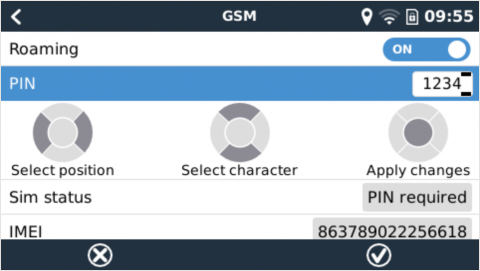 GSM 09:55
Roaming ON
PIN 1234
Select position Select character Apply changes
Sim status PIN required
IMEI 863789022256618